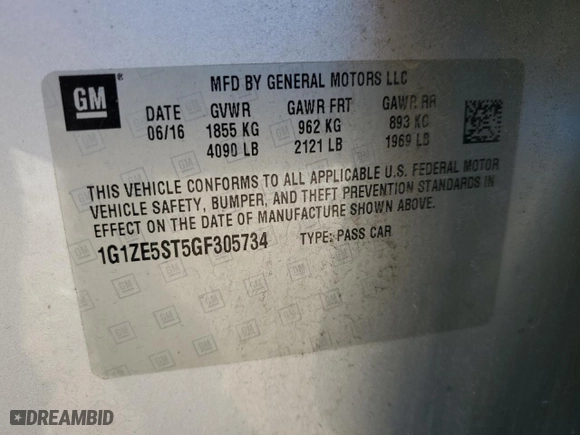 GM
MFD BY GENERAL MOTORS LLC
DATE GVWR GAWR FRT GAWR RR
06/16 1855 KG 962 KG 893 KG
4090 LB 2121 LB 1969 LB
THIS VEHICLE CONFORMS TO ALL APPLICABLE U.S. FEDERAL MOTOR
VEHICLE SAFETY, BUMPER, AND THEFT PREVENTION STANDARDS IN
EFFECT ON THE DATE OF MANUFACTURE SHOWN ABOVE.
1G1ZE5ST5GF305734 TYPE: PASS CAR
DREAMBID